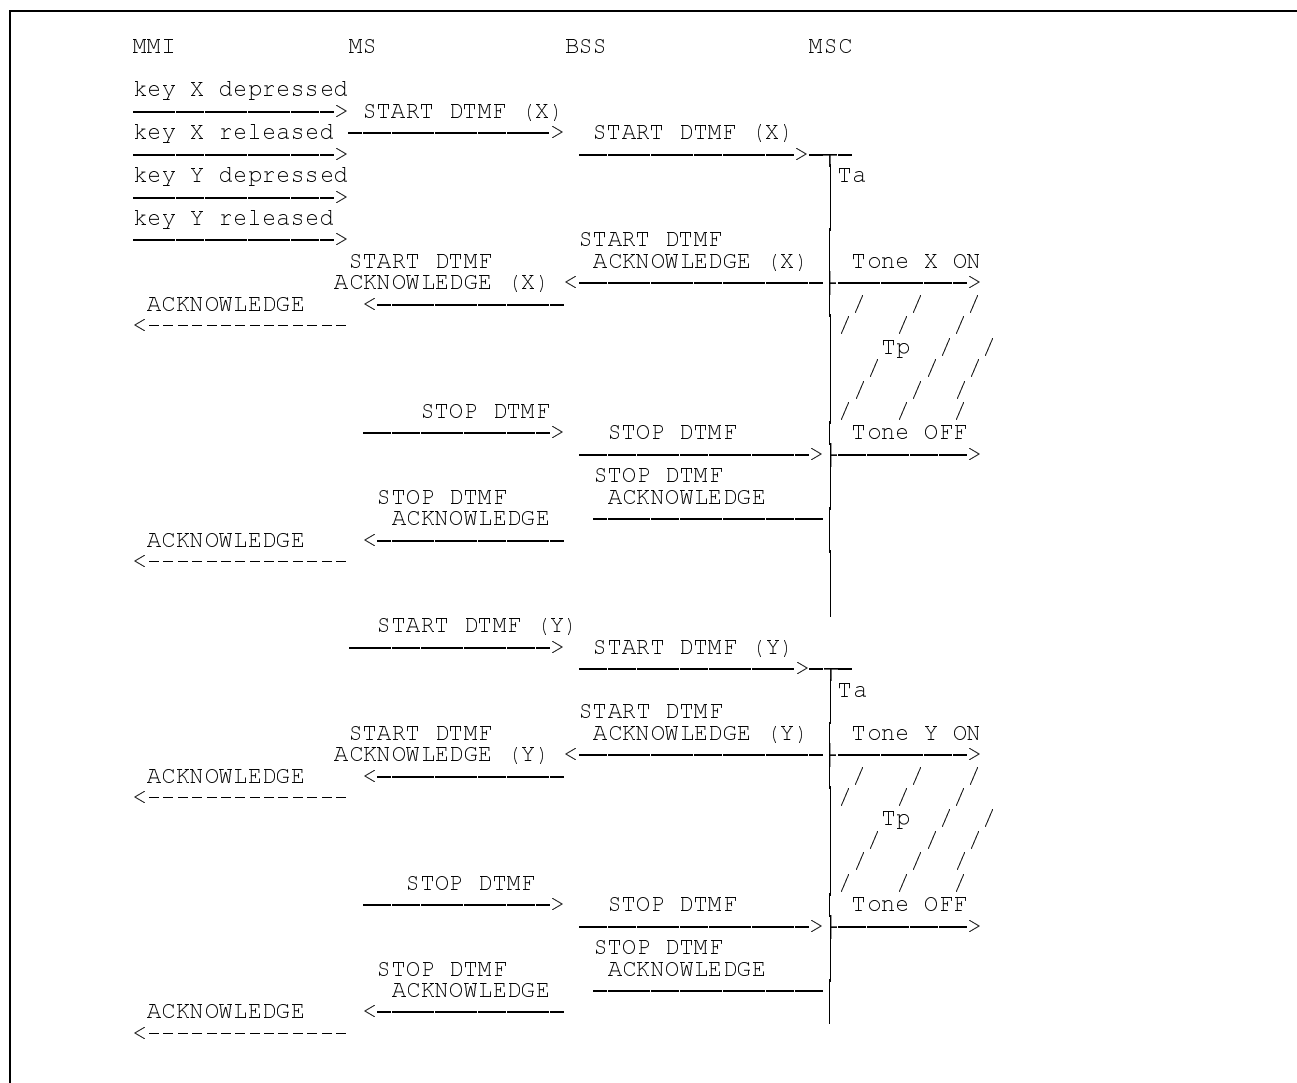 MMI MS BSS MSC
key X depressed
START DTMF (X)
key X released START DTMF (X)
key Y depressed Ta
key Y released
START DTMF
START DTMF ACKNOWLEDGE (X) Tone X ON
ACKNOWLEDGE (X)
ACKNOWLEDGE
Tp
STOP DTMF
STOP DTMF Tone OFF
STOP DTMF
STOP DTMF ACKNOWLEDGE
ACKNOWLEDGE
ACKNOWLEDGE
START DTMF (Y)
START DTMF (Y)
Ta
START DTMF
START DTMF ACKNOWLEDGE (Y) Tone Y ON
ACKNOWLEDGE (Y)
ACKNOWLEDGE
Tp
STOP DTMF
STOP DTMF Tone OFF
STOP DTMF
STOP DTMF ACKNOWLEDGE
ACKNOWLEDGE
ACKNOWLEDGE